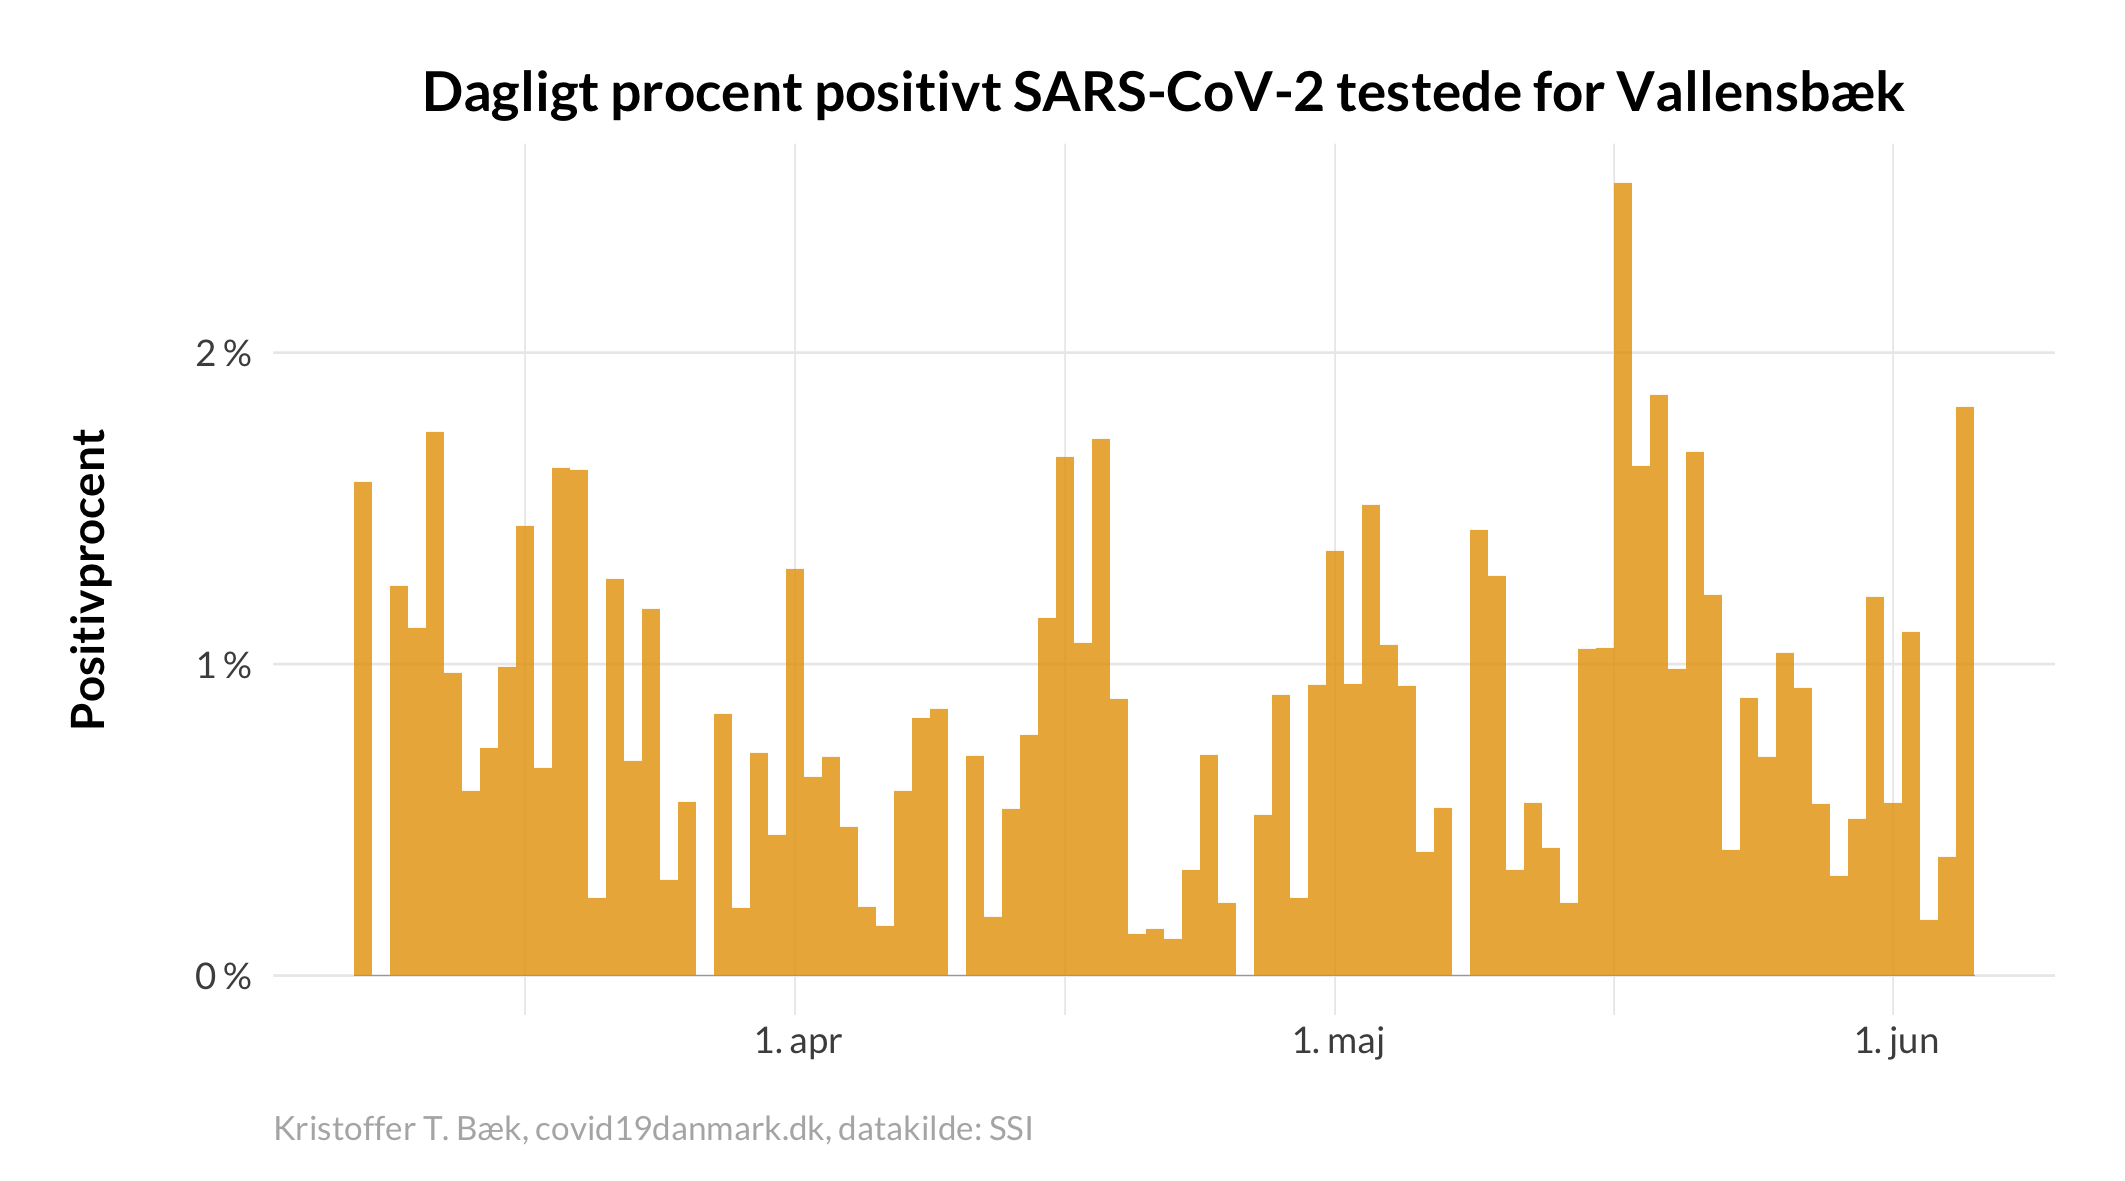 Dagligt procent positivt SARS-CoV-2 testede for Vallensbæk
Positivprocent
2 %
1 %
0 %
1. apr
1. maj
1. jun
Kristoffer T. Bæk, covid19danmark.dk, datakilde: SSI